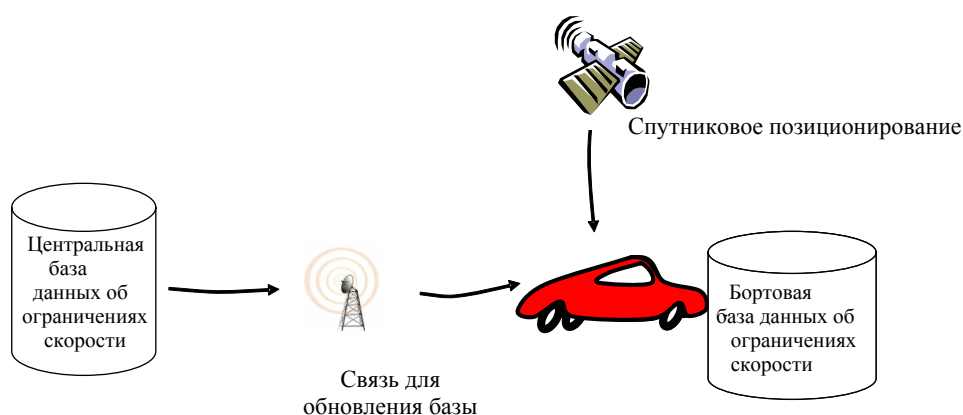 Спутниковое позиционирование
Центральная
база
данных об
ограничениях
скорости
Бортовая
база данных об
ограничениях
скорости
Связь для
обновления базы